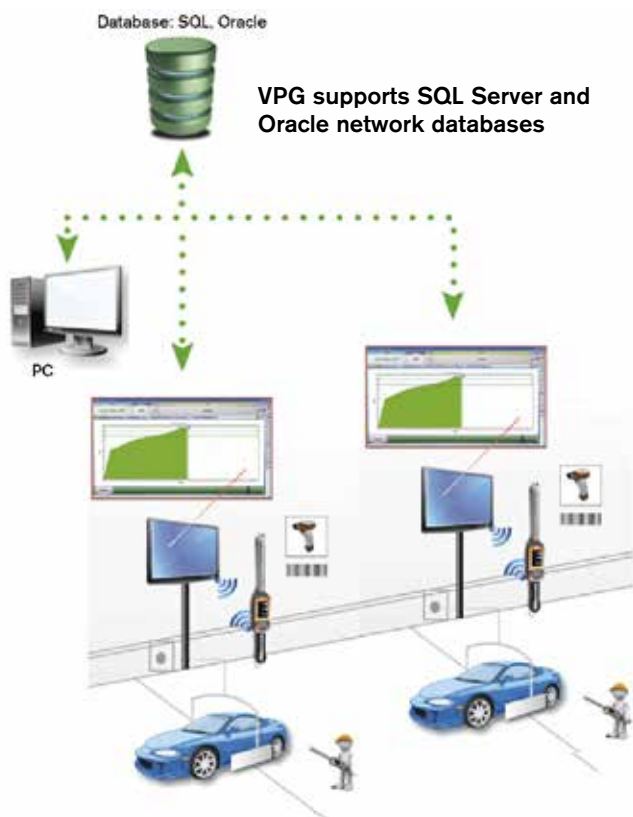 Database: SQL, Oracle
VPG supports SQL Server and
Oracle network databases
PC